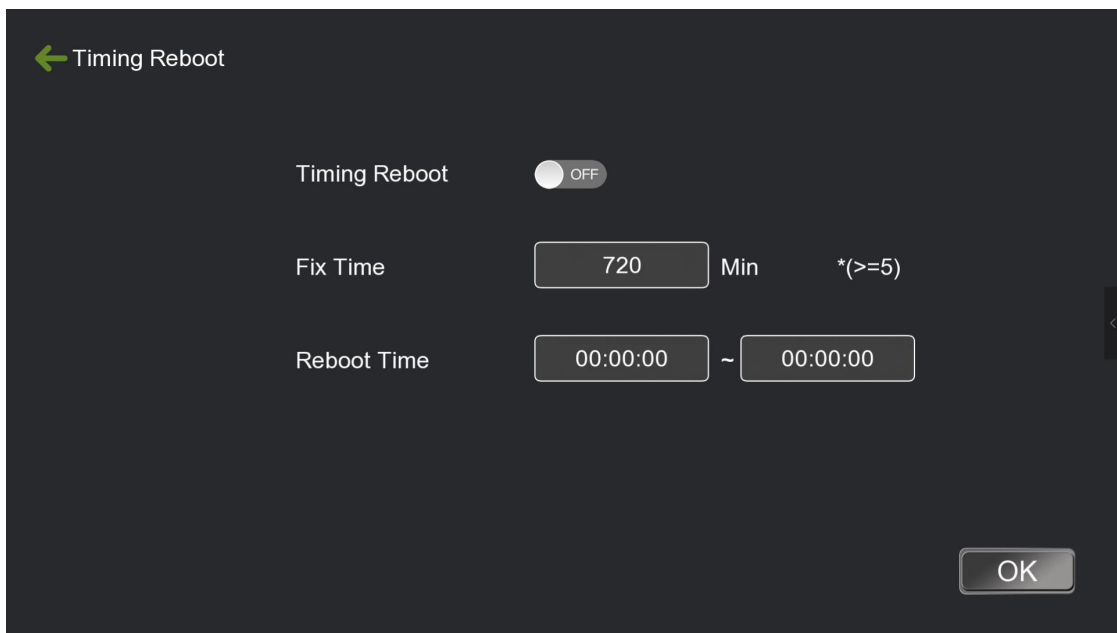 Timing Reboot
Timing Reboot OFF
Fix Time 720 Min *(>=5)
Reboot Time 00:00:00 ~ 00:00:00
OK